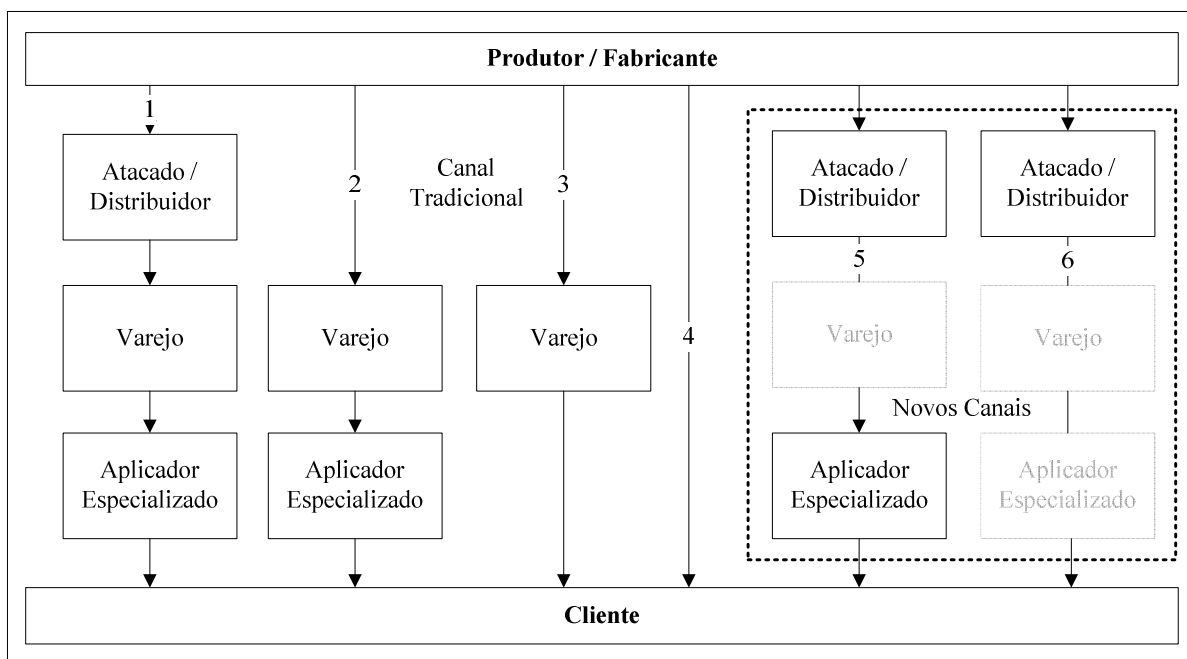 Produtor / Fabricante
1
Atacado /
Distribuidor
Varejo
Aplicador
Especializado
2
Varejo
Aplicador
Especializado
Canal
Tradicional
3
Varejo
4
Atacado /
Distribuidor
5
Varejo
Aplicador
Especializado
Novos Canais
Atacado /
Distribuidor
6
Varejo
Aplicador
Especializado
Cliente